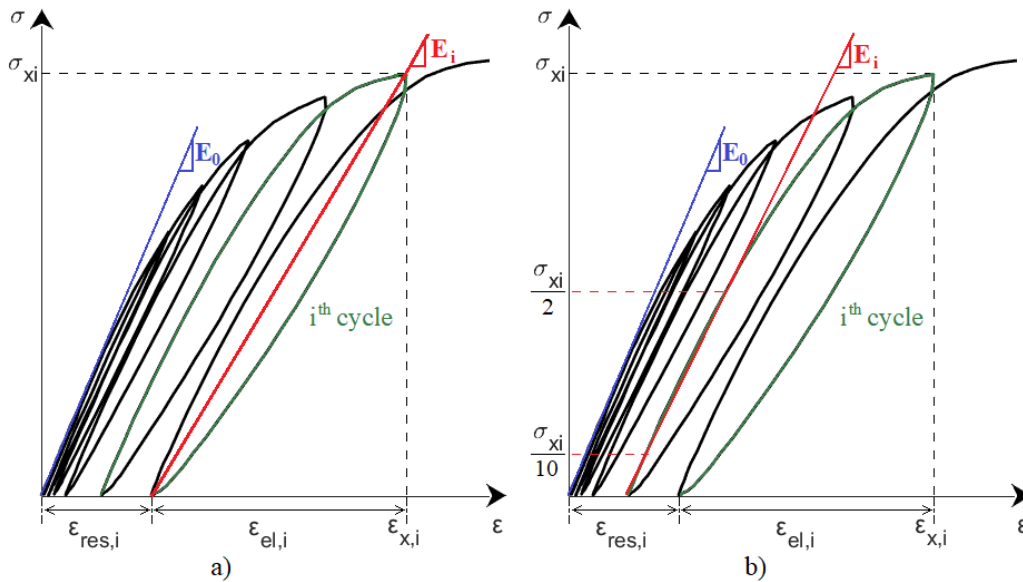 σ
σxi
E0
Ei
ith cycle
εres,i
εel,i
εx,i
ε
a)
σ
σxi
E0
Ei
σxi
2
ith cycle
σxi
10
εres,i
εel,i
εx,i
ε
b)